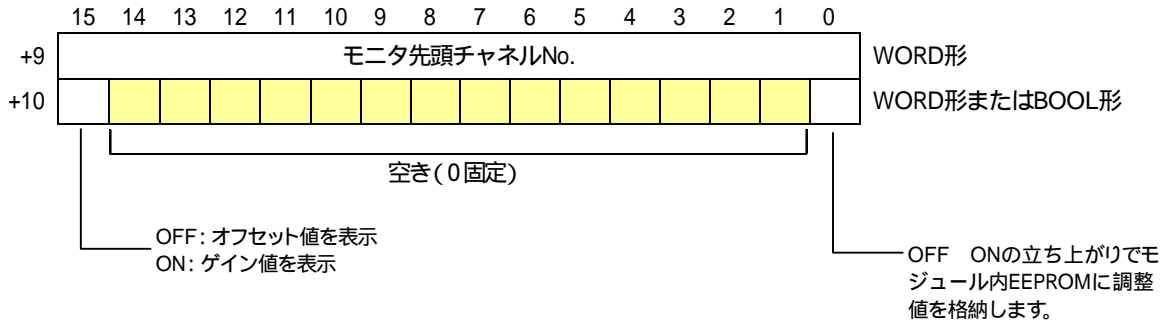 15 14 13 12 11 10 9 8 7 6 5 4 3 2 1 0
+9 モニタ先頭チャネルNo. WORD形
+10 WORD形またはBOOL形
空き(0固定)
OFF:オフセット値を表示
ON:ゲイン値を表示
OFF ONの立ち上がりでモ
ジュール内EEPROMに調整
値を格納します。